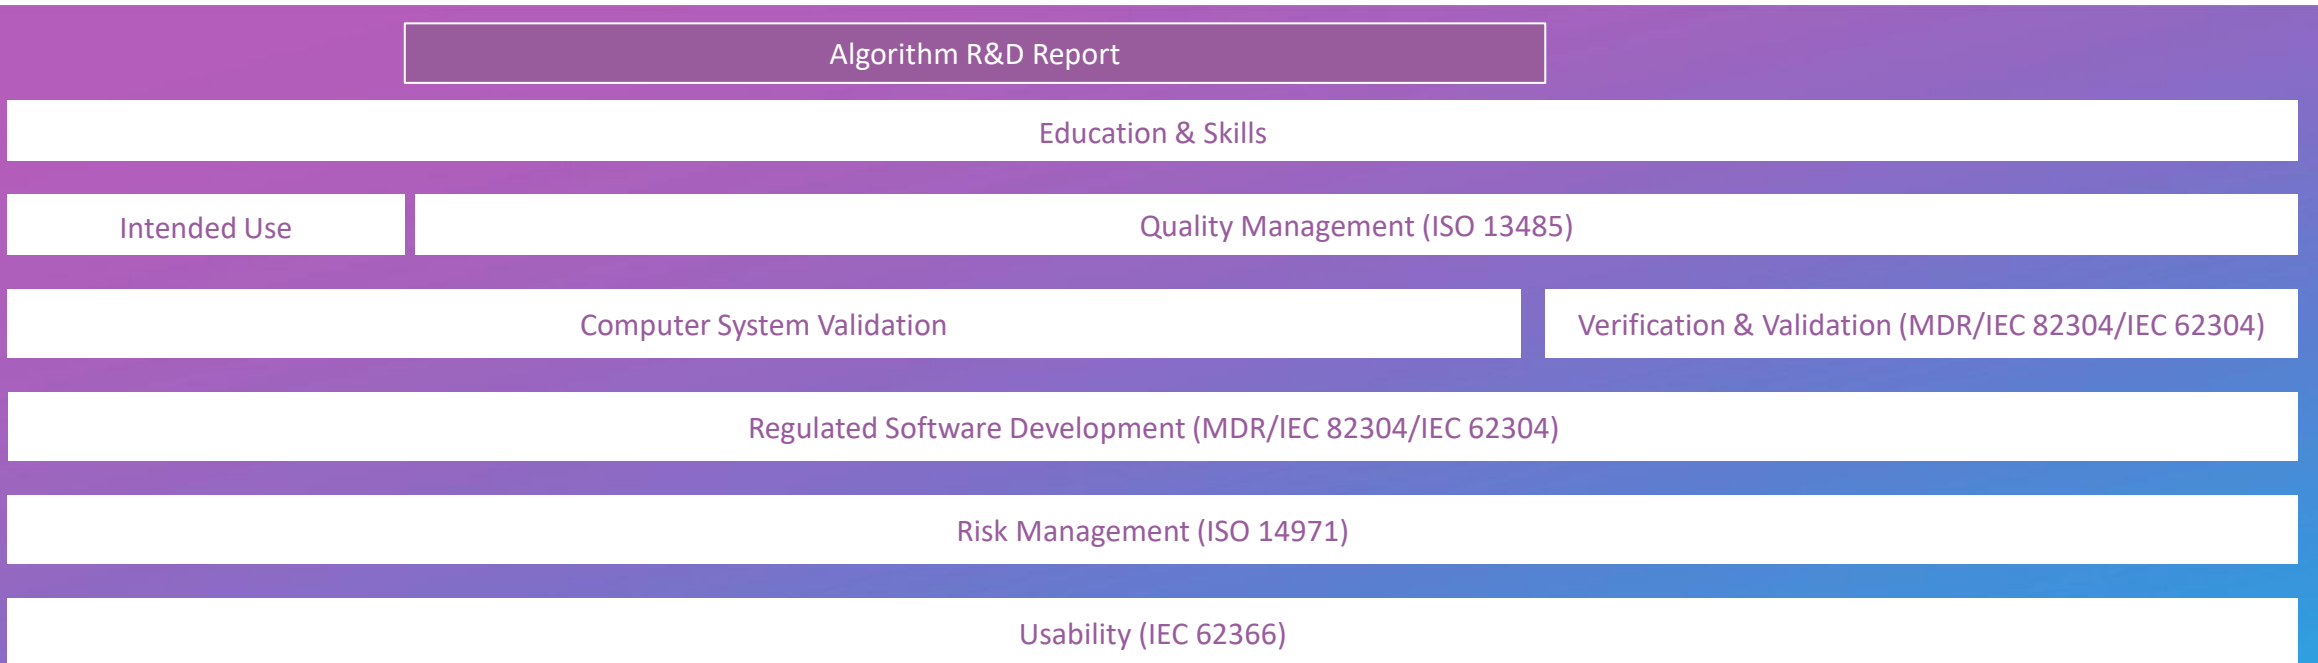 Algorithm R&D Report
Education & Skills
Intended Use
Quality Management (ISO 13485)
Computer System Validation
Verification & Validation (MDR/IEC 82304/IEC 62304)
Regulated Software Development (MDR/IEC 82304/IEC 62304)
Risk Management (ISO 14971)
Usability (IEC 62366)